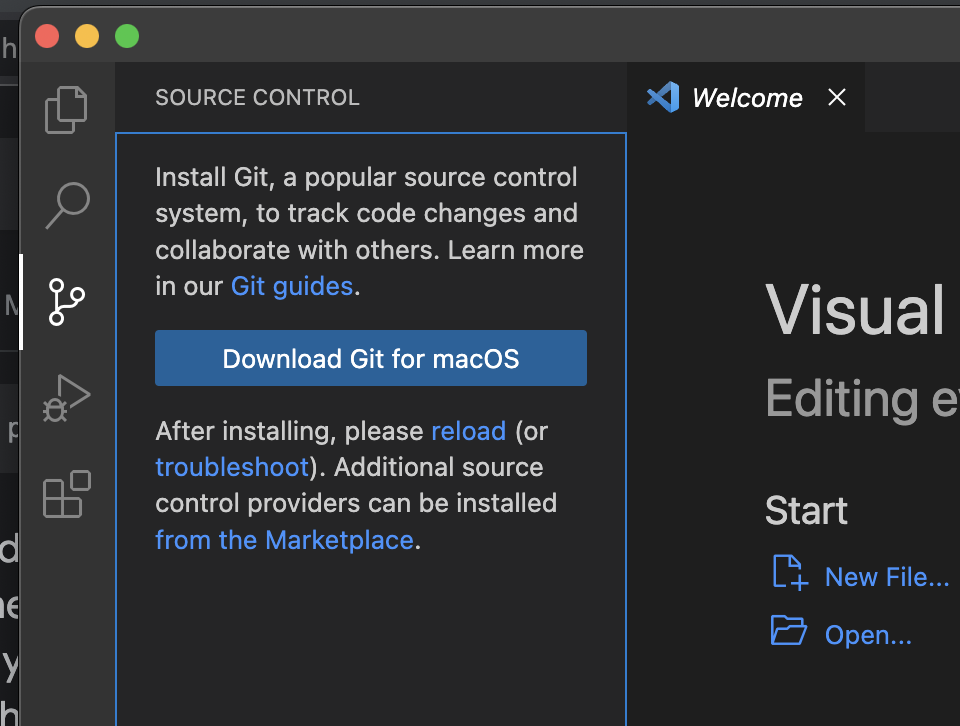 SOURCE CONTROL
Welcome
Install Git, a popular source control
system, to track code changes and
collaborate with others. Learn more
in our Git guides.
Download Git for macOS
After installing, please reload (or
troubleshoot). Additional source
control providers can be installed
from the Marketplace.
Visual
Editing
Start
New File...
Open...